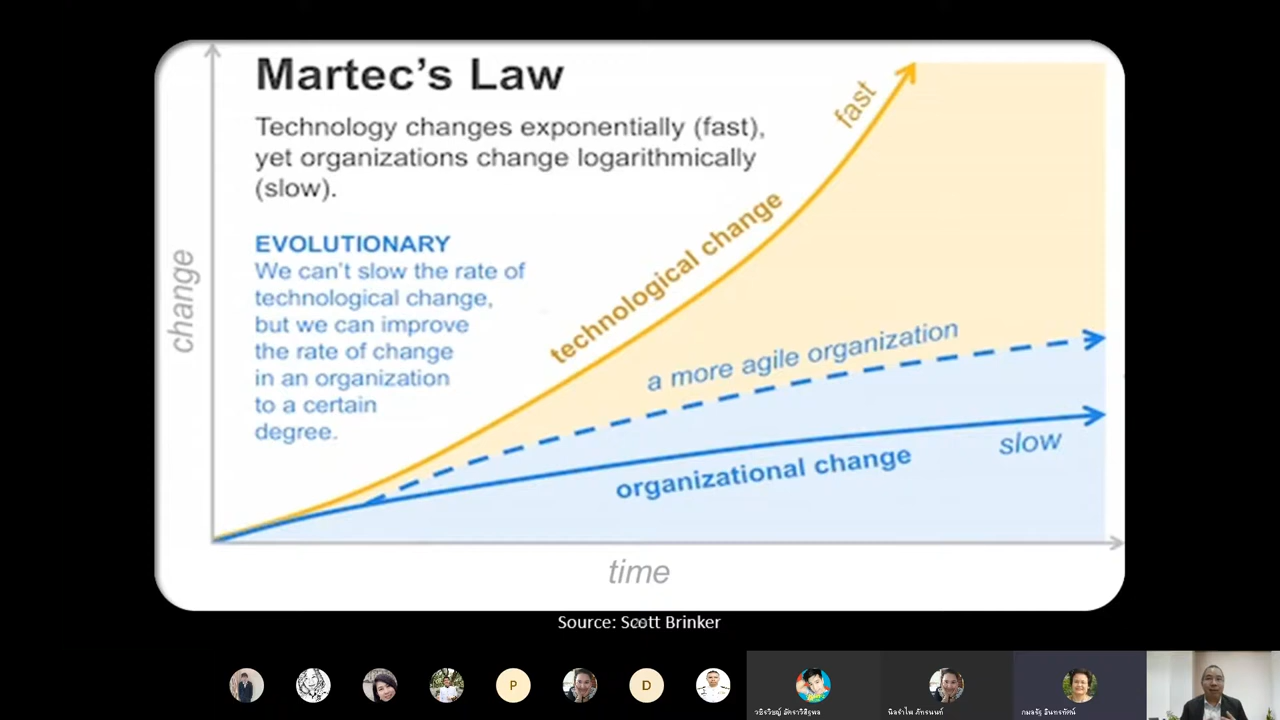 Martec's Law
Technology changes exponentially (fast),
yet organizations change logarithmically
(slow).
EVOLUTIONARY
We can't slow the rate of
technological change,
but we can improve
the rate of change
in an organization
to a certain
degree.
change
technological change
fast
a more agile organization
organizational change
slow
time
Source: Scott Brinker
P
D